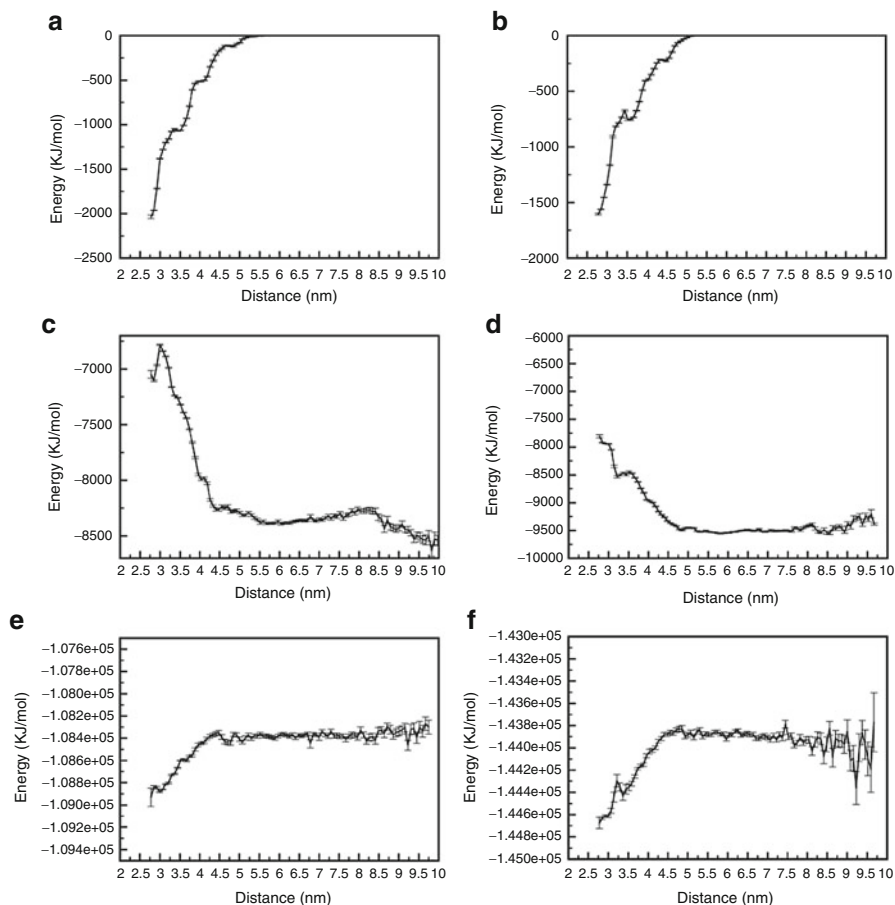 a
0
−500
−1000
−1500
−2000
−2500
Energy (KJ/mol)
2 2.5 3 3.5 4 4.5 5 5.5 6 6.5 7 7.5 8 8.5 9 9.5 10
Distance (nm)
b
0
−500
−1000
−1500
−2000
Energy (KJ/mol)
2 2.5 3 3.5 4 4.5 5 5.5 6 6.5 7 7.5 8 8.5 9 9.5 10
Distance (nm)
c
−7000
−7500
−8000
−8500
Energy (KJ/mol)
2 2.5 3 3.5 4 4.5 5 5.5 6 6.5 7 7.5 8 8.5 9 9.5 10
Distance (nm)
d
−6000
−6500
−7000
−7500
−8000
−8500
−9000
−9500
−10000
Energy (KJ/mol)
2 2.5 3 3.5 4 4.5 5 5.5 6 6.5 7 7.5 8 8.5 9 9.5 10
Distance (nm)
e
−1.076e+05
−1.078e+05
−1.080e+05
−1.082e+05
−1.084e+05
−1.086e+05
−1.088e+05
−1.090e+05
−1.092e+05
−1.094e+05
Energy (KJ/mol)
2 2.5 3 3.5 4 4.5 5 5.5 6 6.5 7 7.5 8 8.5 9 9.5 10
Distance (nm)
f
−1.430e+05
−1.432e+05
−1.434e+05
−1.436e+05
−1.438e+05
−1.440e+05
−1.442e+05
−1.444e+05
−1.446e+05
−1.448e+05
−1.450e+05
Energy (KJ/mol)
2 2.5 3 3.5 4 4.5 5 5.5 6 6.5 7 7.5 8 8.5 9 9.5 10
Distance (nm)